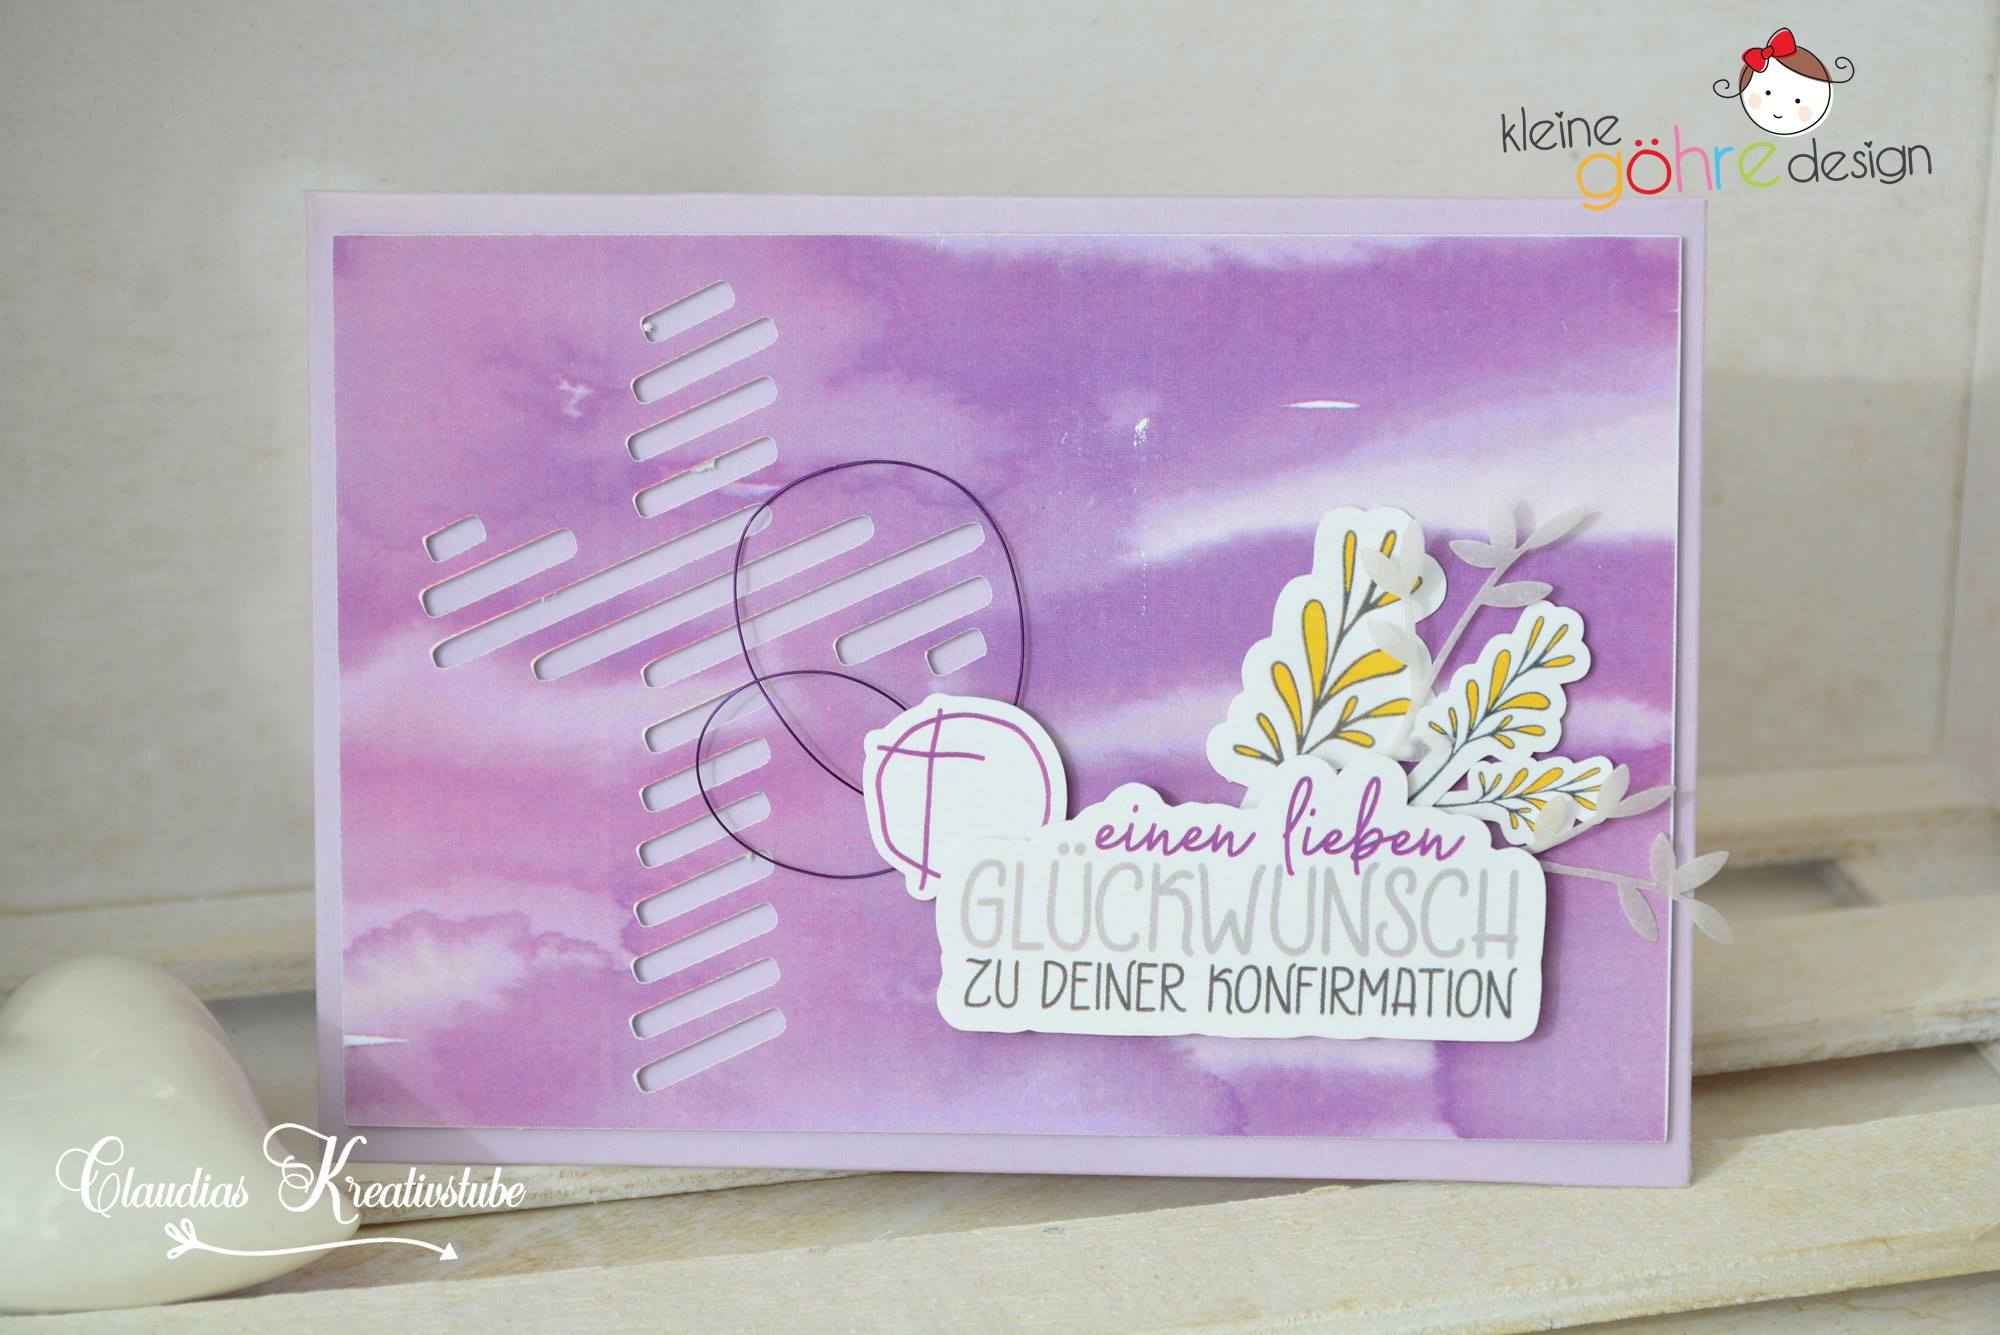 kleine
göhre design
einen lieben
GLÜCKWUNSCH
ZU DEINER KONFIRMATION
Claudias Kreativstube